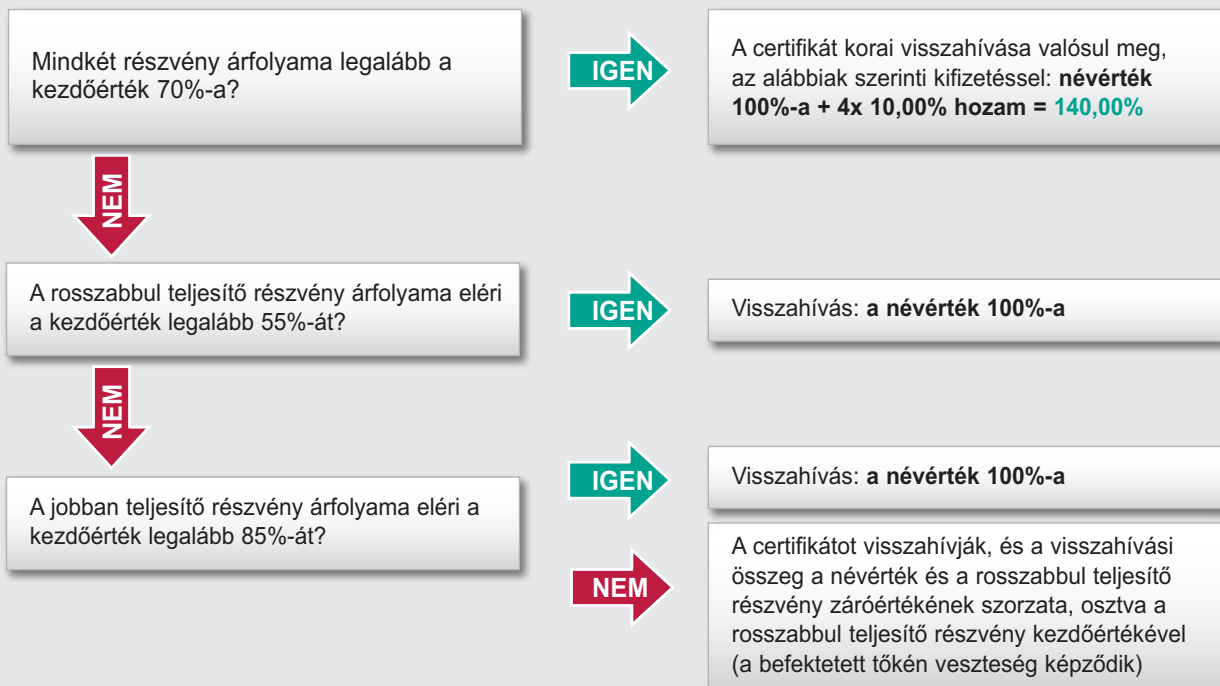 Mindkét részvény árfolyama legalább a
kezdőérték 70%-a?
IGEN
A certifikát korai visszahívása valósul meg,
az alábbiak szerinti kifizetéssel: névérték
100%-a + 4x 10,00% hozam = 140,00%
NEM
A rosszabbul teljesítő részvény árfolyama eléri
a kezdőérték legalább 55%-át?
IGEN
Visszahívás: a névérték 100%-a
NEM
A jobban teljesítő részvény árfolyama eléri a
kezdőérték legalább 85%-át?
IGEN
Visszahívás: a névérték 100%-a
NEM
A certifikátot visszahívják, és a visszahívási
összeg a névérték és a rosszabbul teljesítő
részvény záróértékének szorzata, osztva a
rosszabbul teljesítő részvény kezdőértékével
(a befektetett tőkén veszteség képződik)